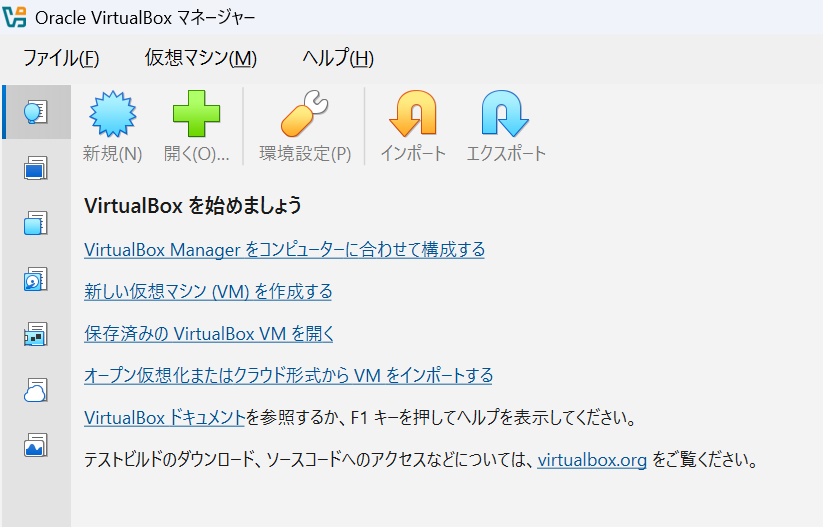 Oracle VirtualBox マネージャー
ファイル(F) 仮想マシン(M) ヘルプ(H)
新規(N) 開く(O)... 環境設定(P) インポート エクスポート
VirtualBox を始めましょう
VirtualBox Manager をコンピューターに合わせて構成する
新しい仮想マシン (VM) を作成する
保存済みの VirtualBox VM を開く
オープン仮想化またはクラウド形式から VM をインポートする
VirtualBox ドキュメントを参照するか、F1 キーを押してヘルプを表示してください。
テストビルドのダウンロード、ソースコードへのアクセスなどについては、virtualbox.org をご覧ください。